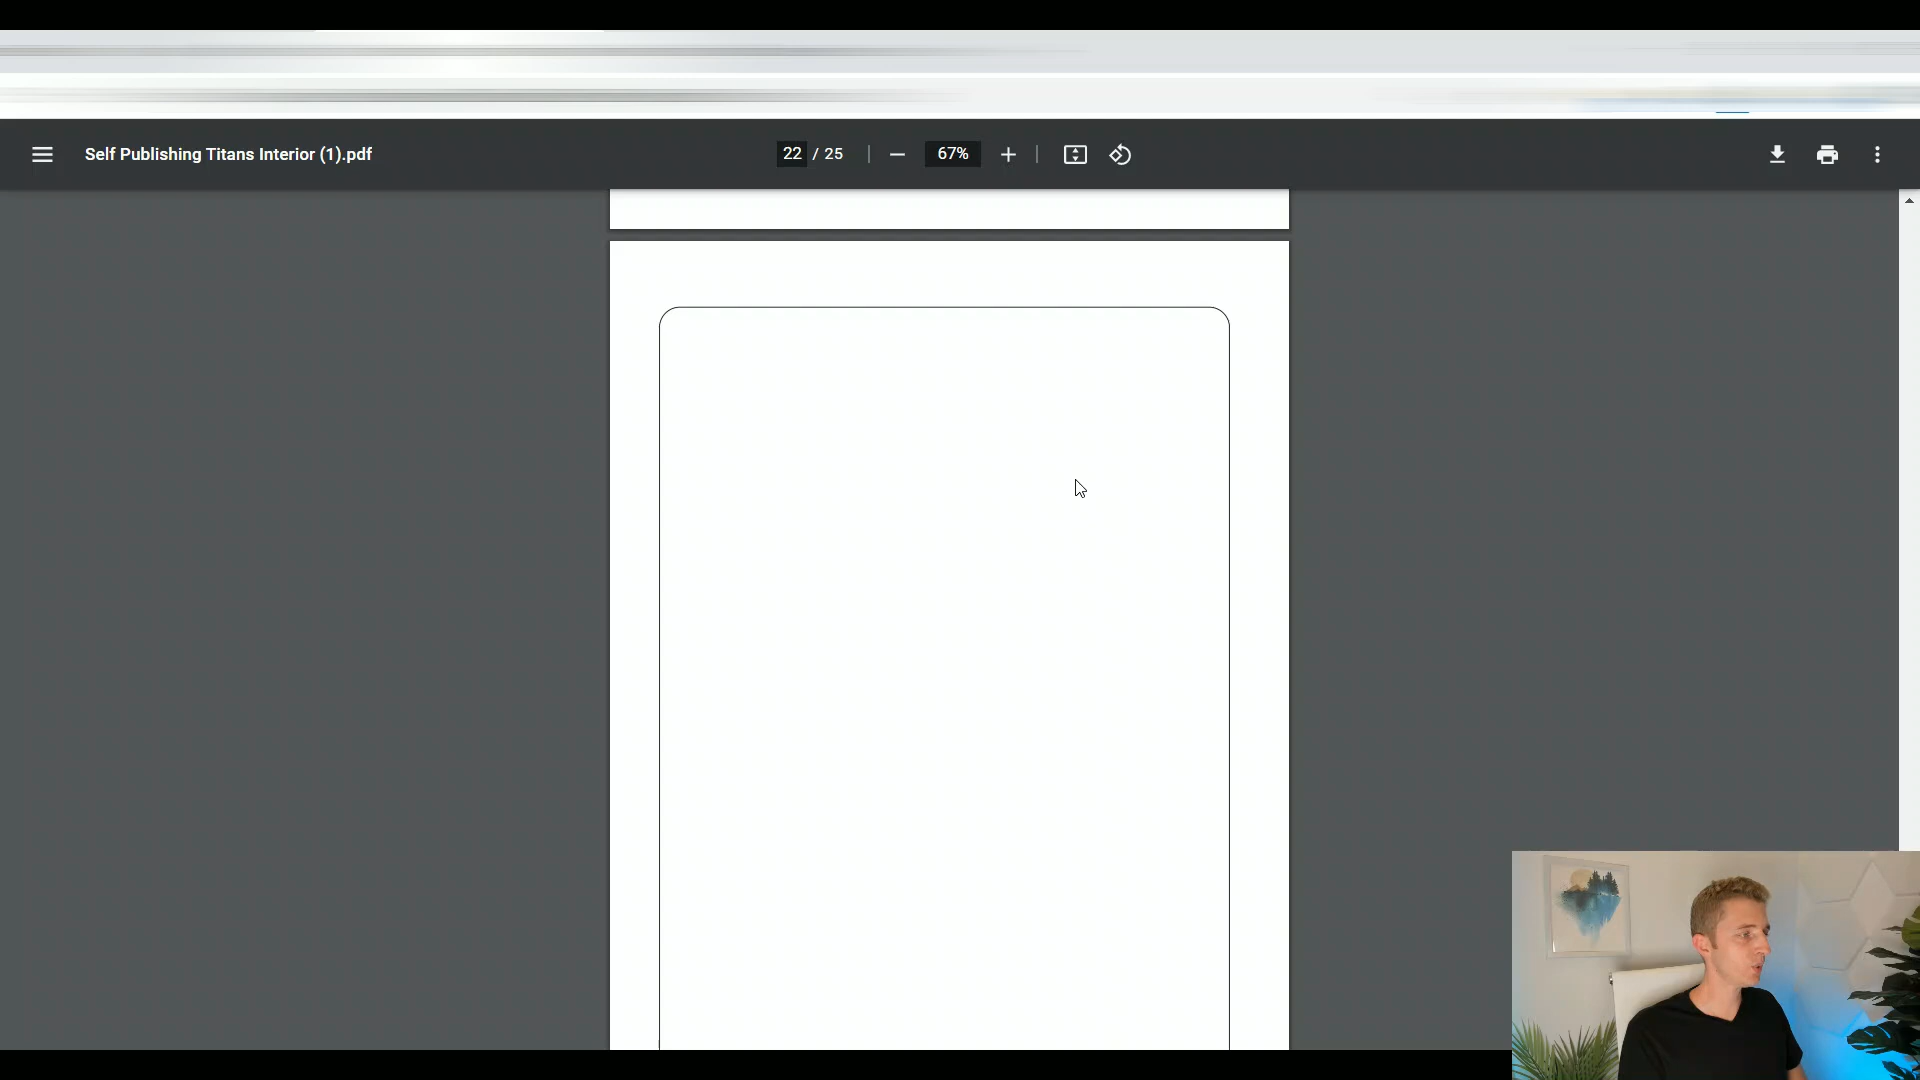 Self Publishing Titans Interior (1).pdf
22 / 25
67%